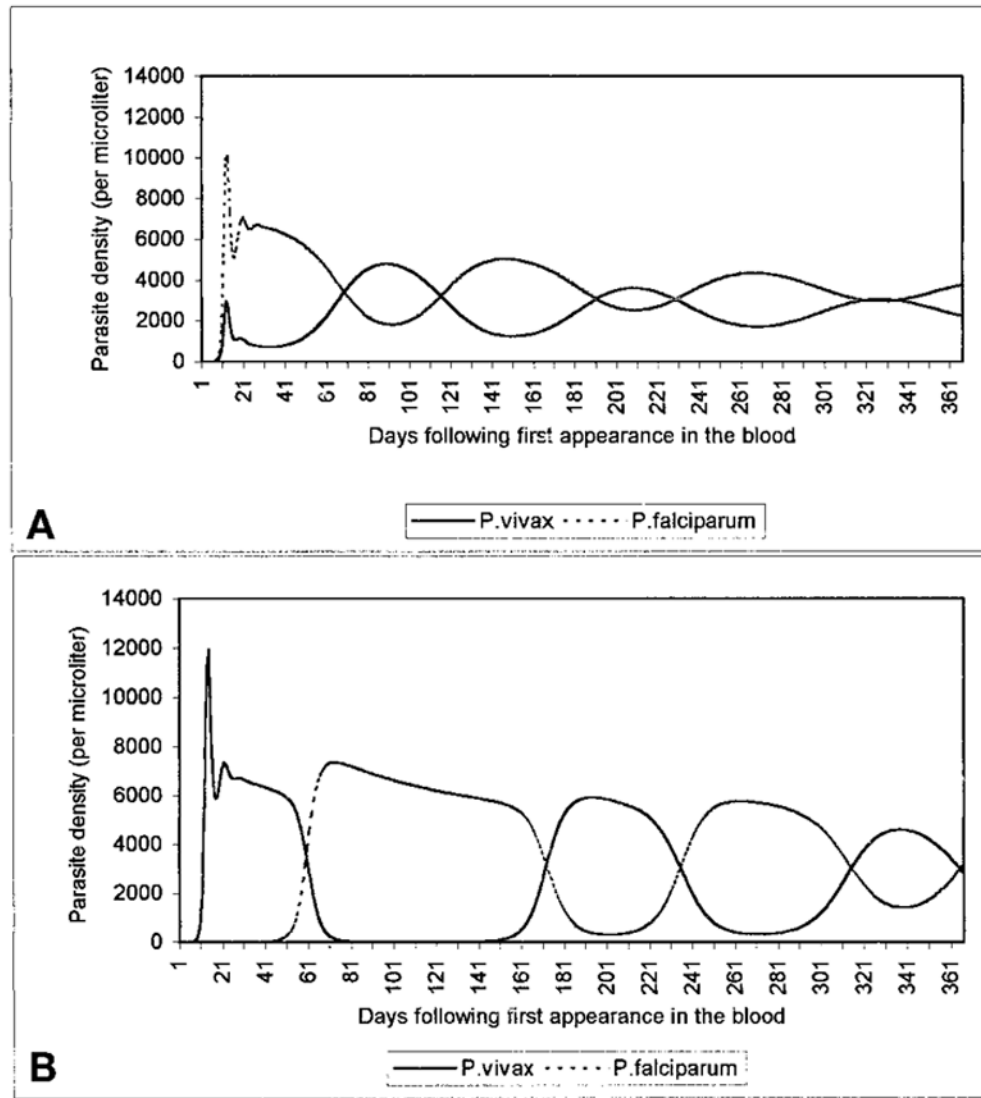 14000
12000
10000
8000
6000
4000
2000
0
Parasite density (per microliter)
1 21 41 61 81 101 121 141 161 181 201 221 241 261 281 301 321 341 361
Days following first appearance in the blood
P.vivax P.falciparum
A
14000
12000
10000
8000
6000
4000
2000
0
Parasite density (per microliter)
1 21 41 61 81 101 121 141 161 181 201 221 241 261 281 301 321 341 361
Days following first appearance in the blood
P.vivax P.falciparum
B